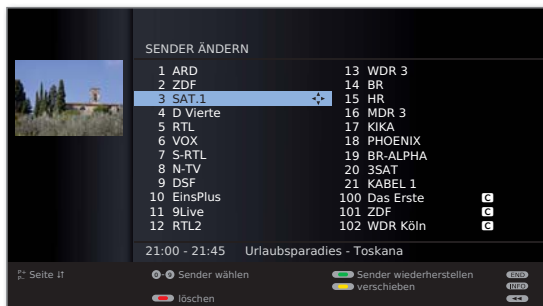 SENDER ÄNDERN
1 ARD
2 ZDF
3 SAT.1
4 D Vierte
5 RTL
6 VOX
7 S-RTL
8 N-TV
9 DSF
10 EinsPlus
11 9Live
12 RTL2
13 WDR 3
14 BR
15 HR
16 MDR 3
17 KIKA
18 PHOENIX
19 BR-ALPHA
20 3SAT
21 KABEL 1
100 Das Erste C
101 ZDF C
102 WDR Köln C
21:00 - 21:45 Urlaubsparadies - Toskana
P+ P- Seite ↓↑
0-9 Sender wählen
Sender wiederherstellen END
verschieben INFO
löschen